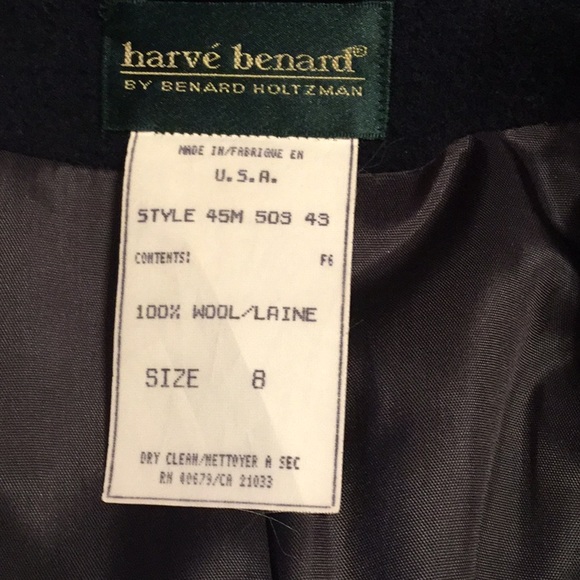 harvé benard®
BY BENARD HOLTZMAN
MADE IN/FABRIQUE EN
U.S.A.
STYLE 45M 503 43
CONTENTS: F6
100% WOOL/LAINE
SIZE 8
DRY CLEAN/NETTOYER A SEC
RN 40679/CA 21033